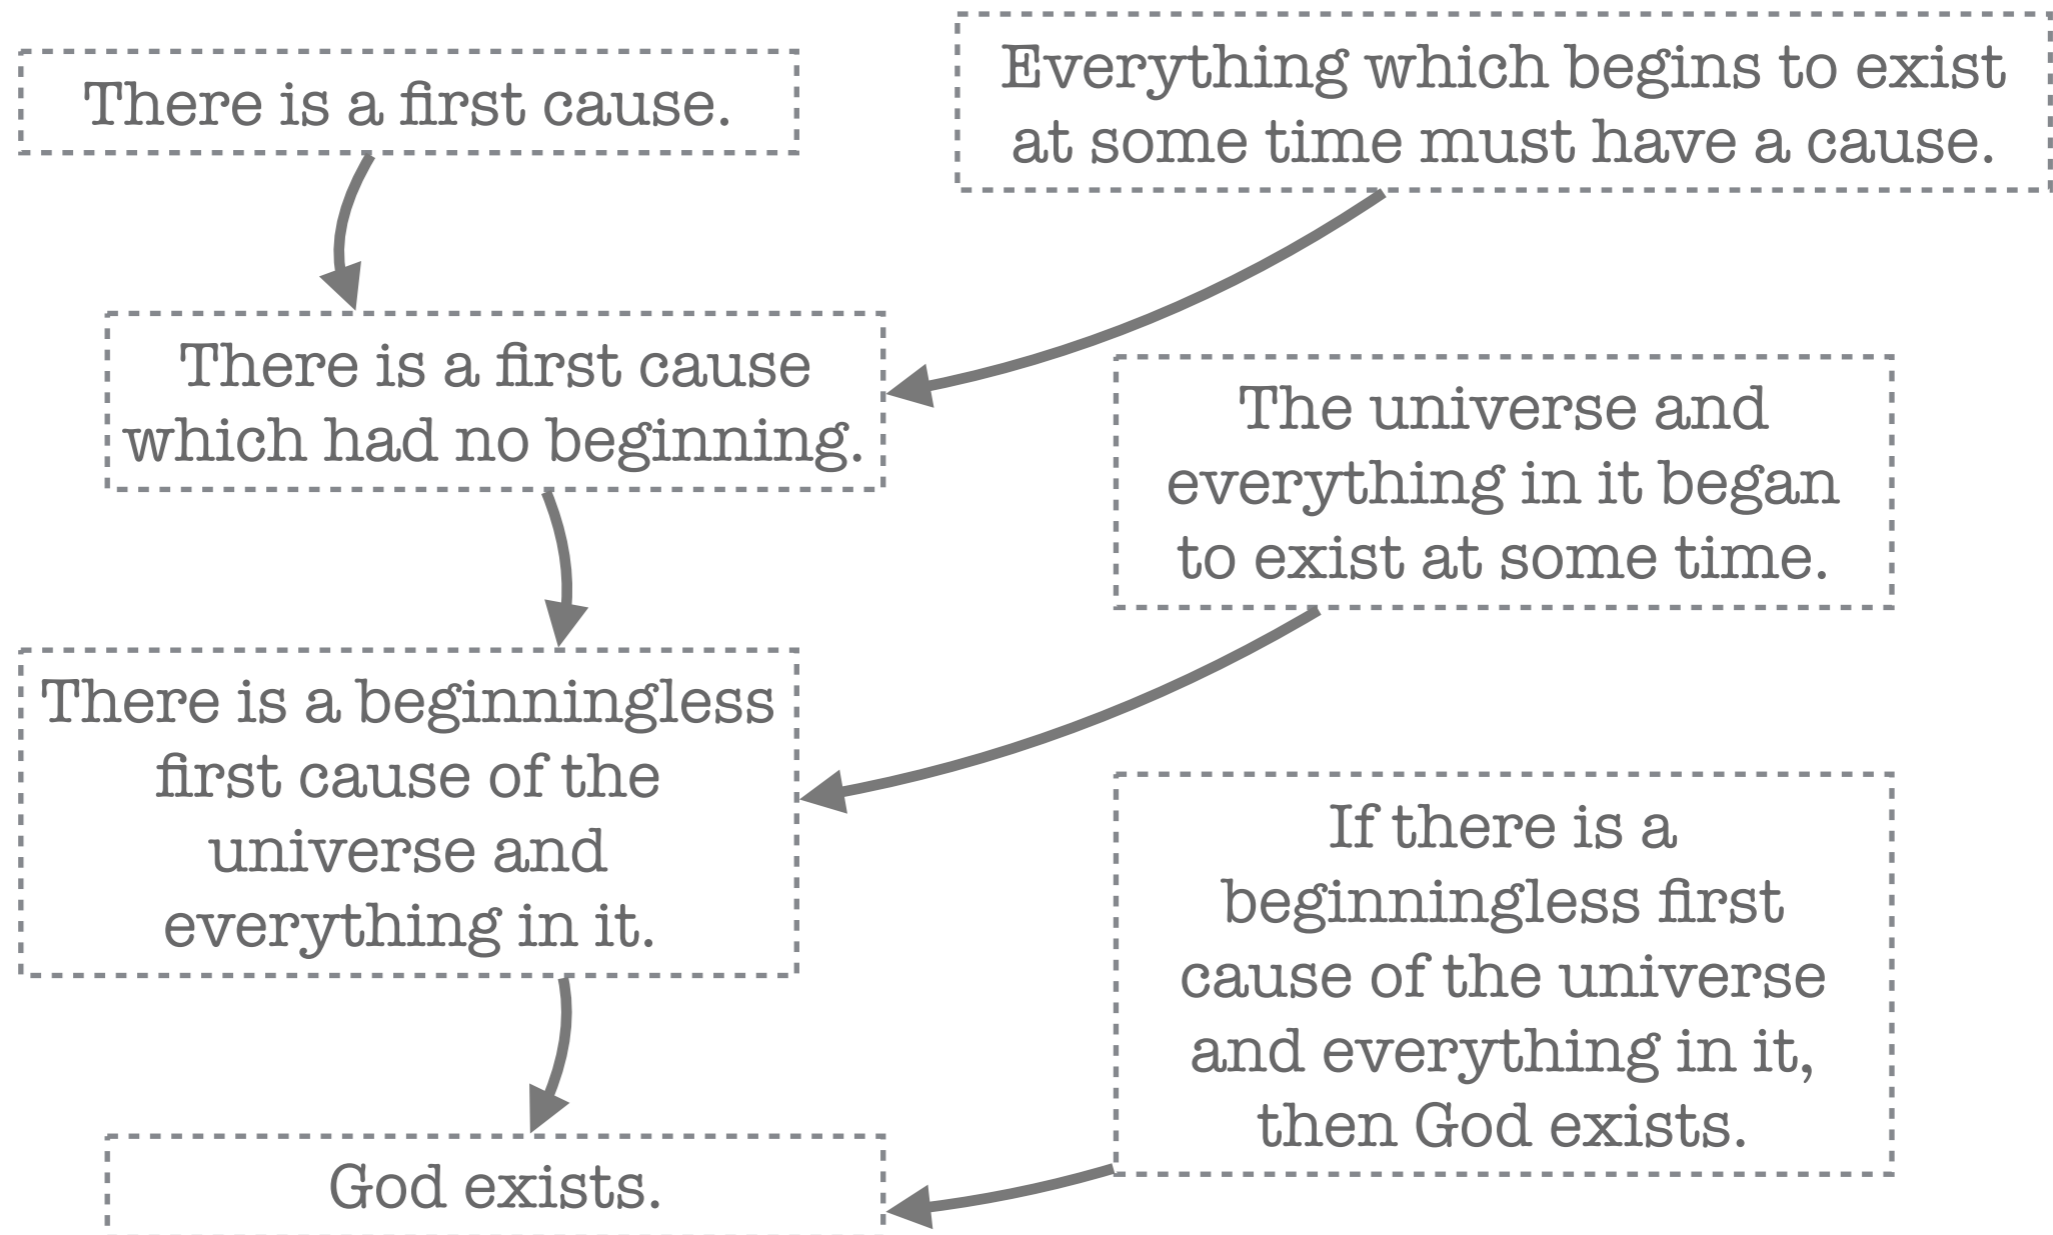 There is a first cause.
Everything which begins to exist
at some time must have a cause.
There is a first cause
which had no beginning.
The universe and
everything in it began
to exist at some time.
There is a beginningless
first cause of the
universe and
everything in it.
If there is a
beginningless first
cause of the universe
and everything in it,
then God exists.
God exists.